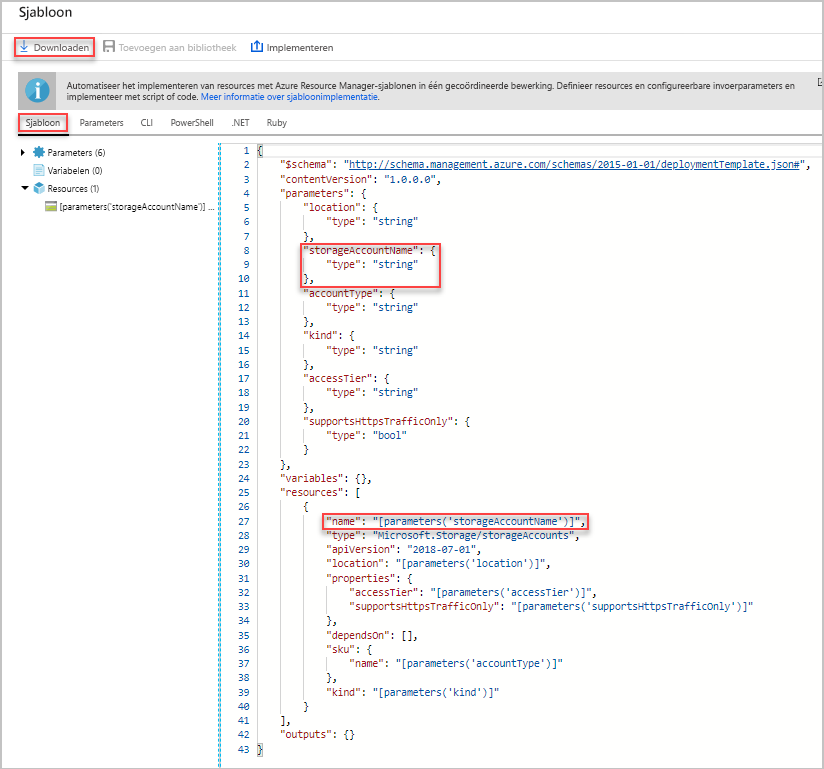 Sjabloon
Downloaden Toevoegen aan bibliotheek Implementeren
Automatiseer het implementeren van resources met Azure Resource Manager-sjablonen in één gecoördineerde bewerking. Definieer resources en configureerbare invoerparameters en
implementeer met script of code. Meer informatie over sjabloonimplementatie.
Sjabloon Parameters CLI PowerShell .NET Ruby
Parameters (6)
Variabelen (0)
Resources (1)
[parameters('storageAccountName')] ...
1 {
2 "$schema": "http://schema.management.azure.com/schemas/2015-01-01/deploymentTemplate.json#",
3 "contentVersion": "1.0.0.0",
4 "parameters": {
5 "location": {
6 "type": "string"
7 },
8 "storageAccountName": {
9 "type": "string"
10 },
11 "accountType": {
12 "type": "string"
13 },
14 "kind": {
15 "type": "string"
16 },
17 "accessTier": {
18 "type": "string"
19 },
20 "supportsHttpsTrafficOnly": {
21 "type": "bool"
22 }
23 },
24 "variables": {},
25 "resources": [
26 {
27 "name": "[parameters('storageAccountName')]",
28 "type": "Microsoft.Storage/storageAccounts",
29 "apiVersion": "2018-07-01",
30 "location": "[parameters('location')]",
31 "properties": {
32 "accessTier": "[parameters('accessTier')]",
33 "supportsHttpsTrafficOnly": "[parameters('supportsHttpsTrafficOnly')]"
34 },
35 "dependsOn": [],
36 "sku": {
37 "name": "[parameters('accountType')]"
38 },
39 "kind": "[parameters('kind')]"
40 }
41 ],
42 "outputs": {}
43 }